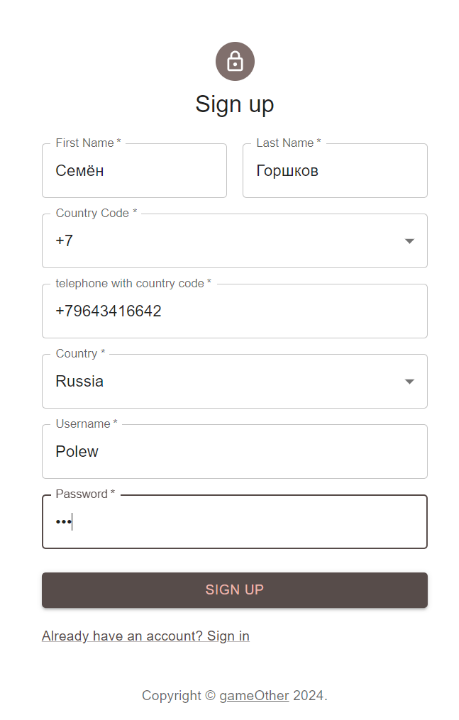 Sign up
First Name *
Last Name *
Семён
Горшков
Country Code *
+7
telephone with country code *
+79643416642
Country *
Russia
Username *
Polew
Password *
•••
SIGN UP
Already have an account? Sign in
Copyright © gameOther 2024.